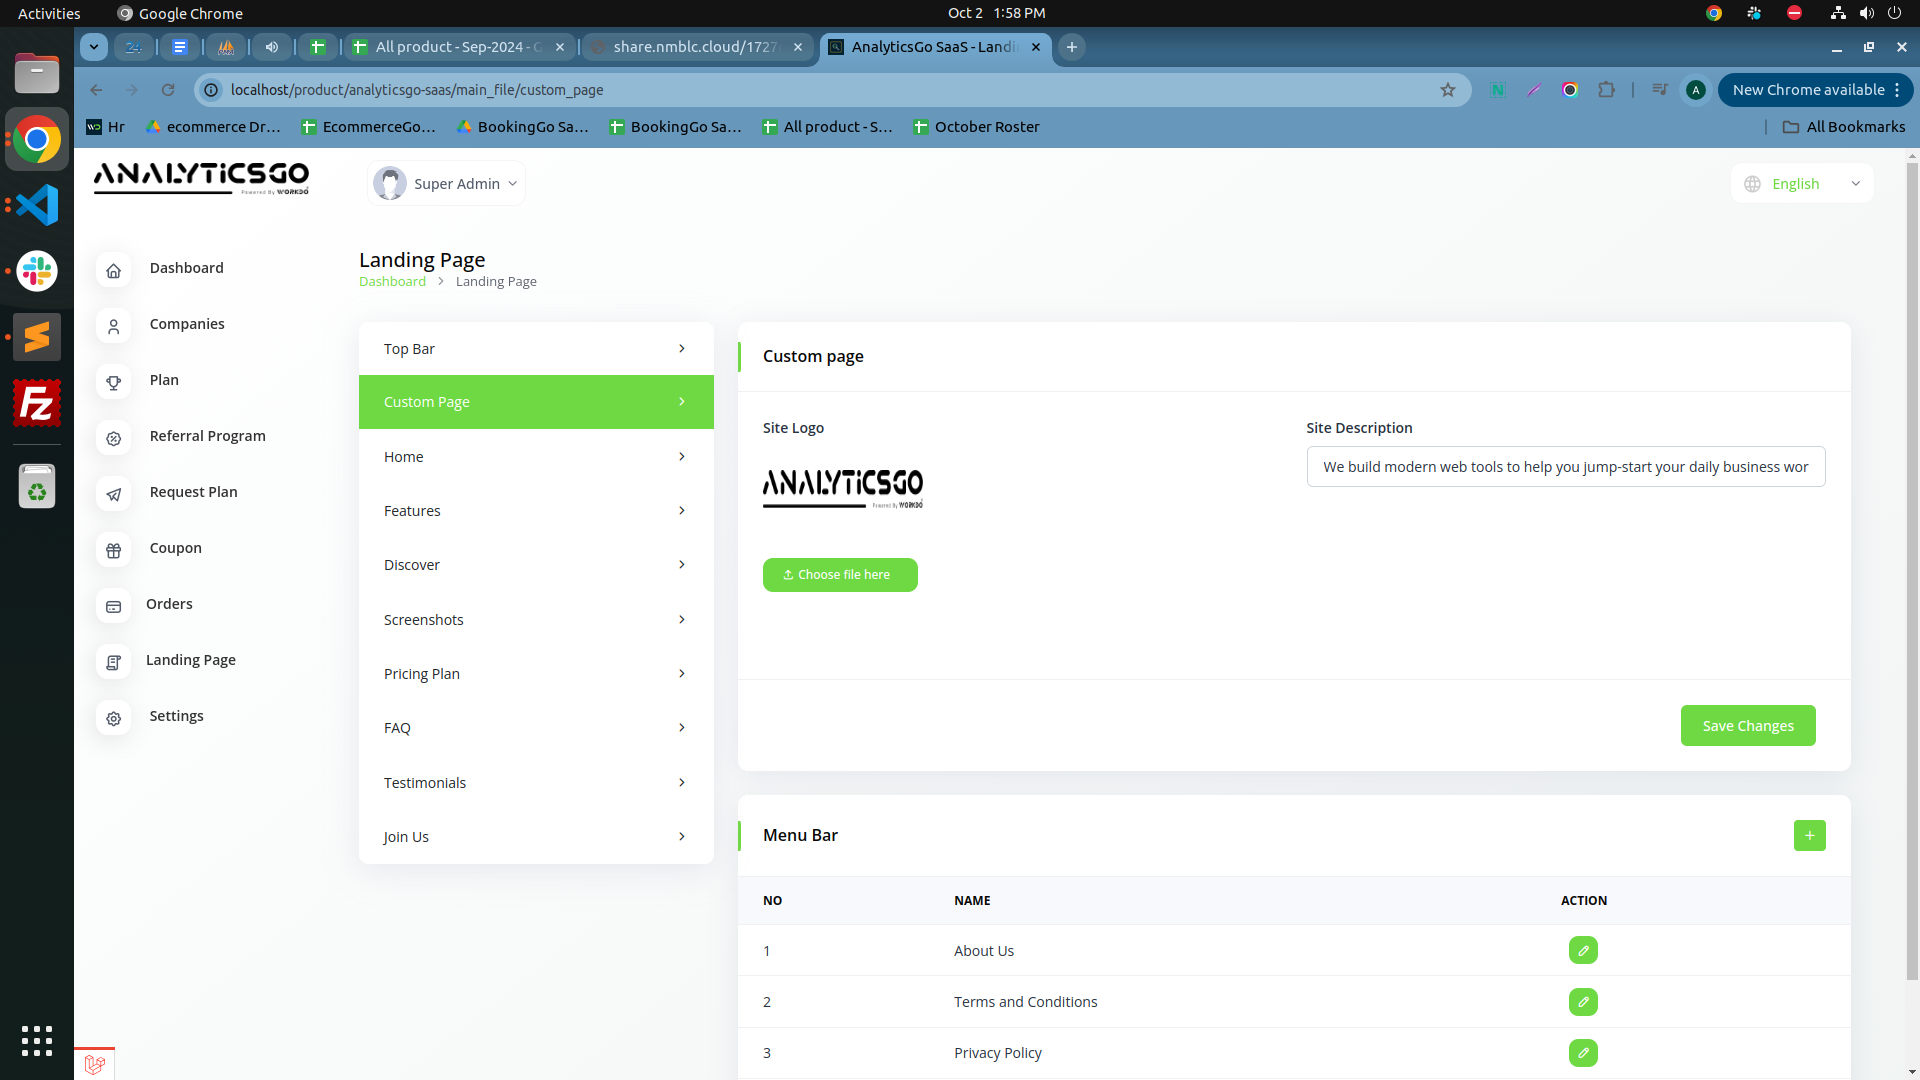 Activities
Google Chrome
Oct 2 1:58 PM
All product - Sep-2024 - G
share.nmblc.cloud/1727
AnalyticsGo SaaS - Landi
localhost/product/analyticsgo-saas/main_file/custom_page
A
New Chrome available
Hr
ecommerce Dr...
EcommerceGo...
BookingGo Sa...
BookingGo Sa...
All product - S...
October Roster
All Bookmarks
ANALYTICSGO
Powered By WORKDO
Super Admin
English
Dashboard
Companies
Plan
Referral Program
Request Plan
Coupon
Orders
Landing Page
Settings
Landing Page
Dashboard > Landing Page
Top Bar
Custom Page
Home
Features
Discover
Screenshots
Pricing Plan
FAQ
Testimonials
Join Us
Custom page
Site Logo
ANALYTICSGO
Powered By WORKDO
Choose file here
Site Description
We build modern web tools to help you jump-start your daily business wor
Save Changes
Menu Bar
+
NO NAME ACTION
1 About Us
2 Terms and Conditions
3 Privacy Policy